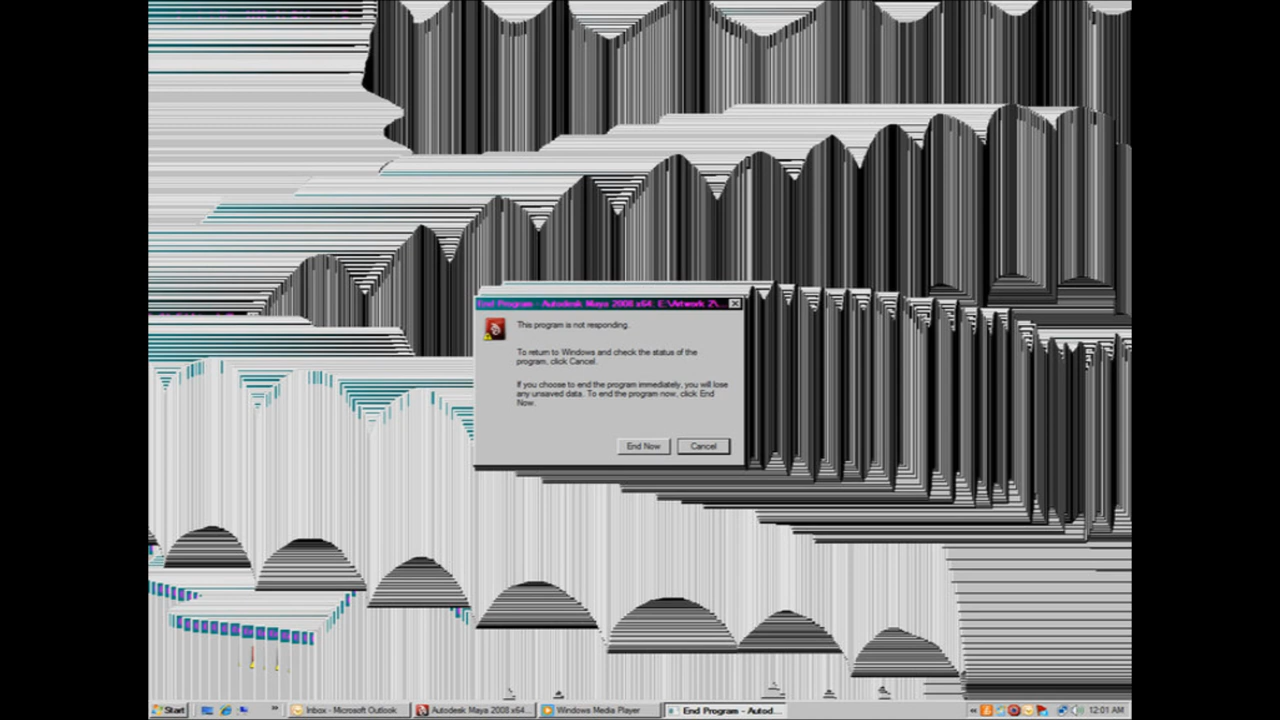 End Program - Autodesk Maya 2008 x64: E:\Artwork 2\...
This program is not responding.
To return to Windows and check the status of the
program, click Cancel.
If you choose to end the program immediately, you will lose
any unsaved data. To end the program now, click End
Now.
End Now Cancel
Start Inbox - Microsoft Outlook Autodesk Maya 2008 x64... Windows Media Player End Program - Autod... 12:01 AM